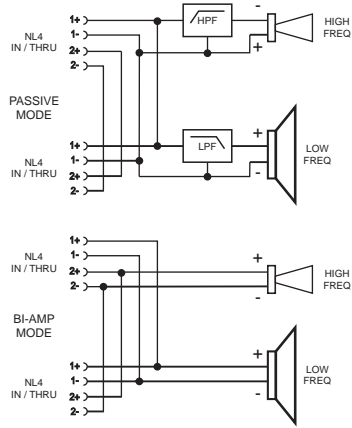 1+
NL4
IN / THRU
1-
2+
2-
HPF
-
+
HIGH
FREQ
PASSIVE
MODE
1+
NL4
IN / THRU
1-
2+
2-
LPF
+
-
LOW
FREQ
1+
NL4
IN / THRU
1-
2+
2-
+
-
HIGH
FREQ
BI-AMP
MODE
1+
NL4
IN / THRU
1-
2+
2-
+
-
LOW
FREQ